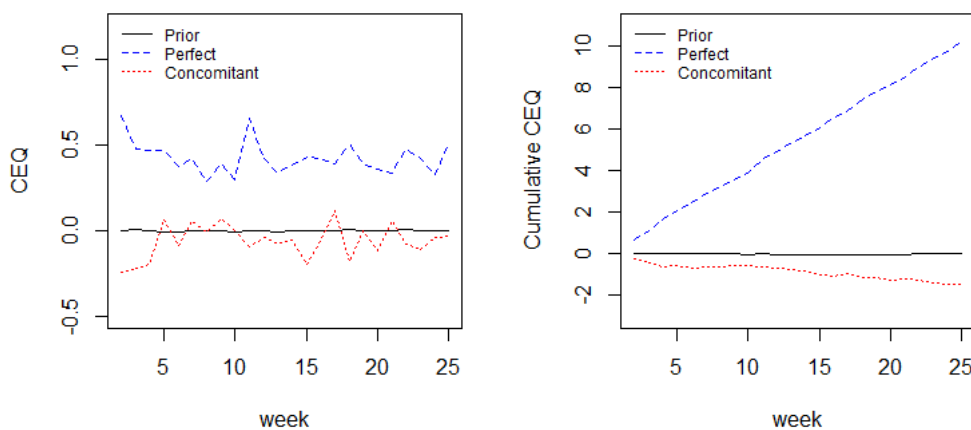 Prior
Perfect
Concomitant
CEQ
1.0
0.5
0.0
-0.5
5 10 15 20 25
week
Prior
Perfect
Concomitant
Cumulative CEQ
10
8
6
4
2
0
-2
5 10 15 20 25
week